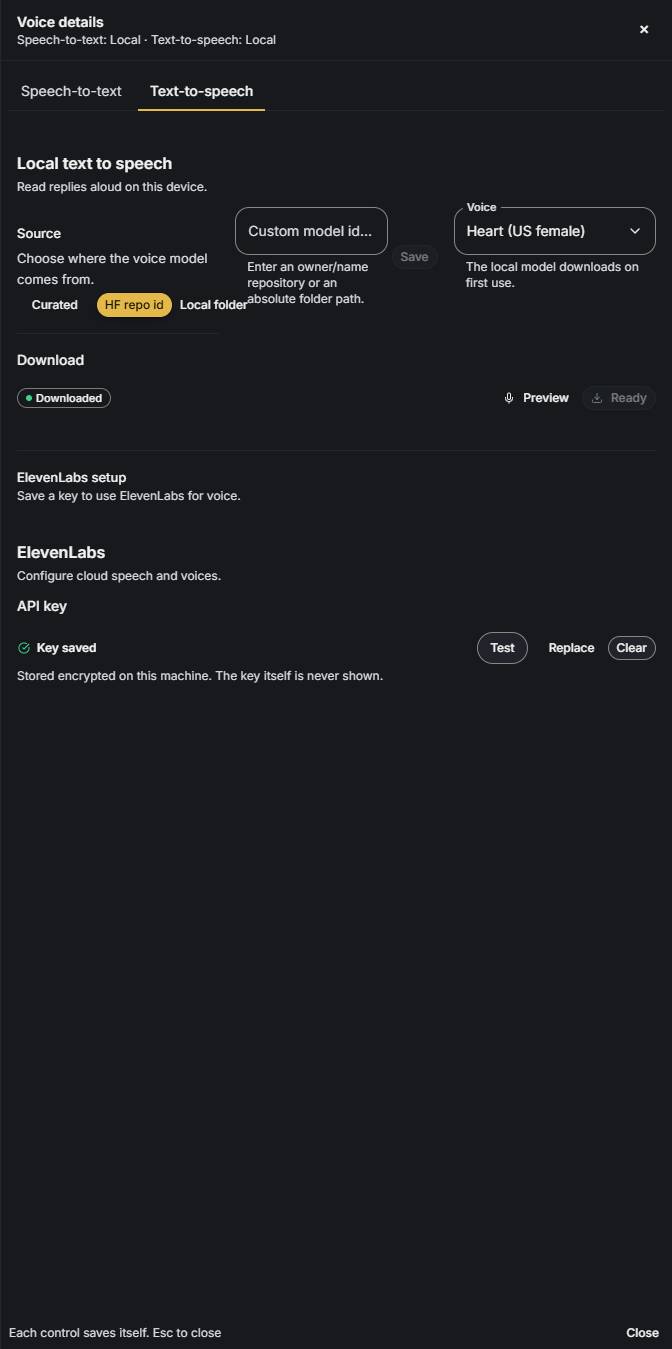 Voice details
Speech-to-text: Local · Text-to-speech: Local
Speech-to-text
Text-to-speech
Local text to speech
Read replies aloud on this device.
Source
Choose where the voice model
comes from.
Curated
HF repo id
Local folder
Custom model id...
Save
Enter an owner/name
repository or an
absolute folder path.
Voice
Heart (US female)
The local model downloads on
first use.
Download
Downloaded
Preview
Ready
ElevenLabs setup
Save a key to use ElevenLabs for voice.
ElevenLabs
Configure cloud speech and voices.
API key
Key saved
Test
Replace
Clear
Stored encrypted on this machine. The key itself is never shown.
Each control saves itself. Esc to close
Close